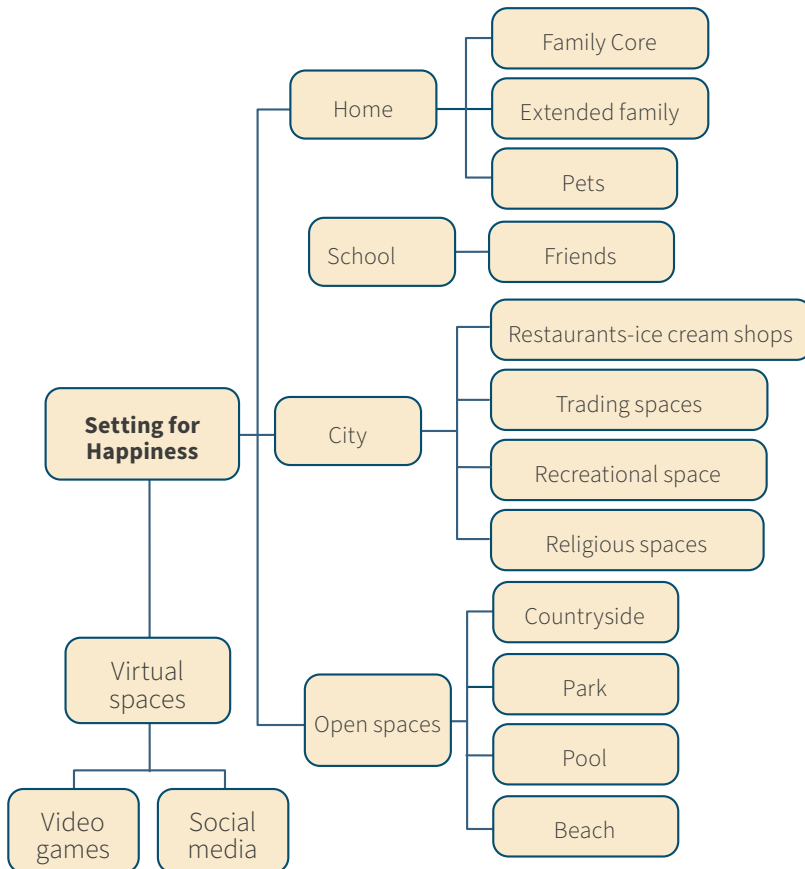 Family Core
Home
Extended family
Pets
School
Friends
Restaurants-ice cream shops
Trading spaces
Setting for
Happiness
City
Recreational space
Religious spaces
Countryside
Virtual
spaces
Park
Open spaces
Pool
Beach
Video
games
Social
media